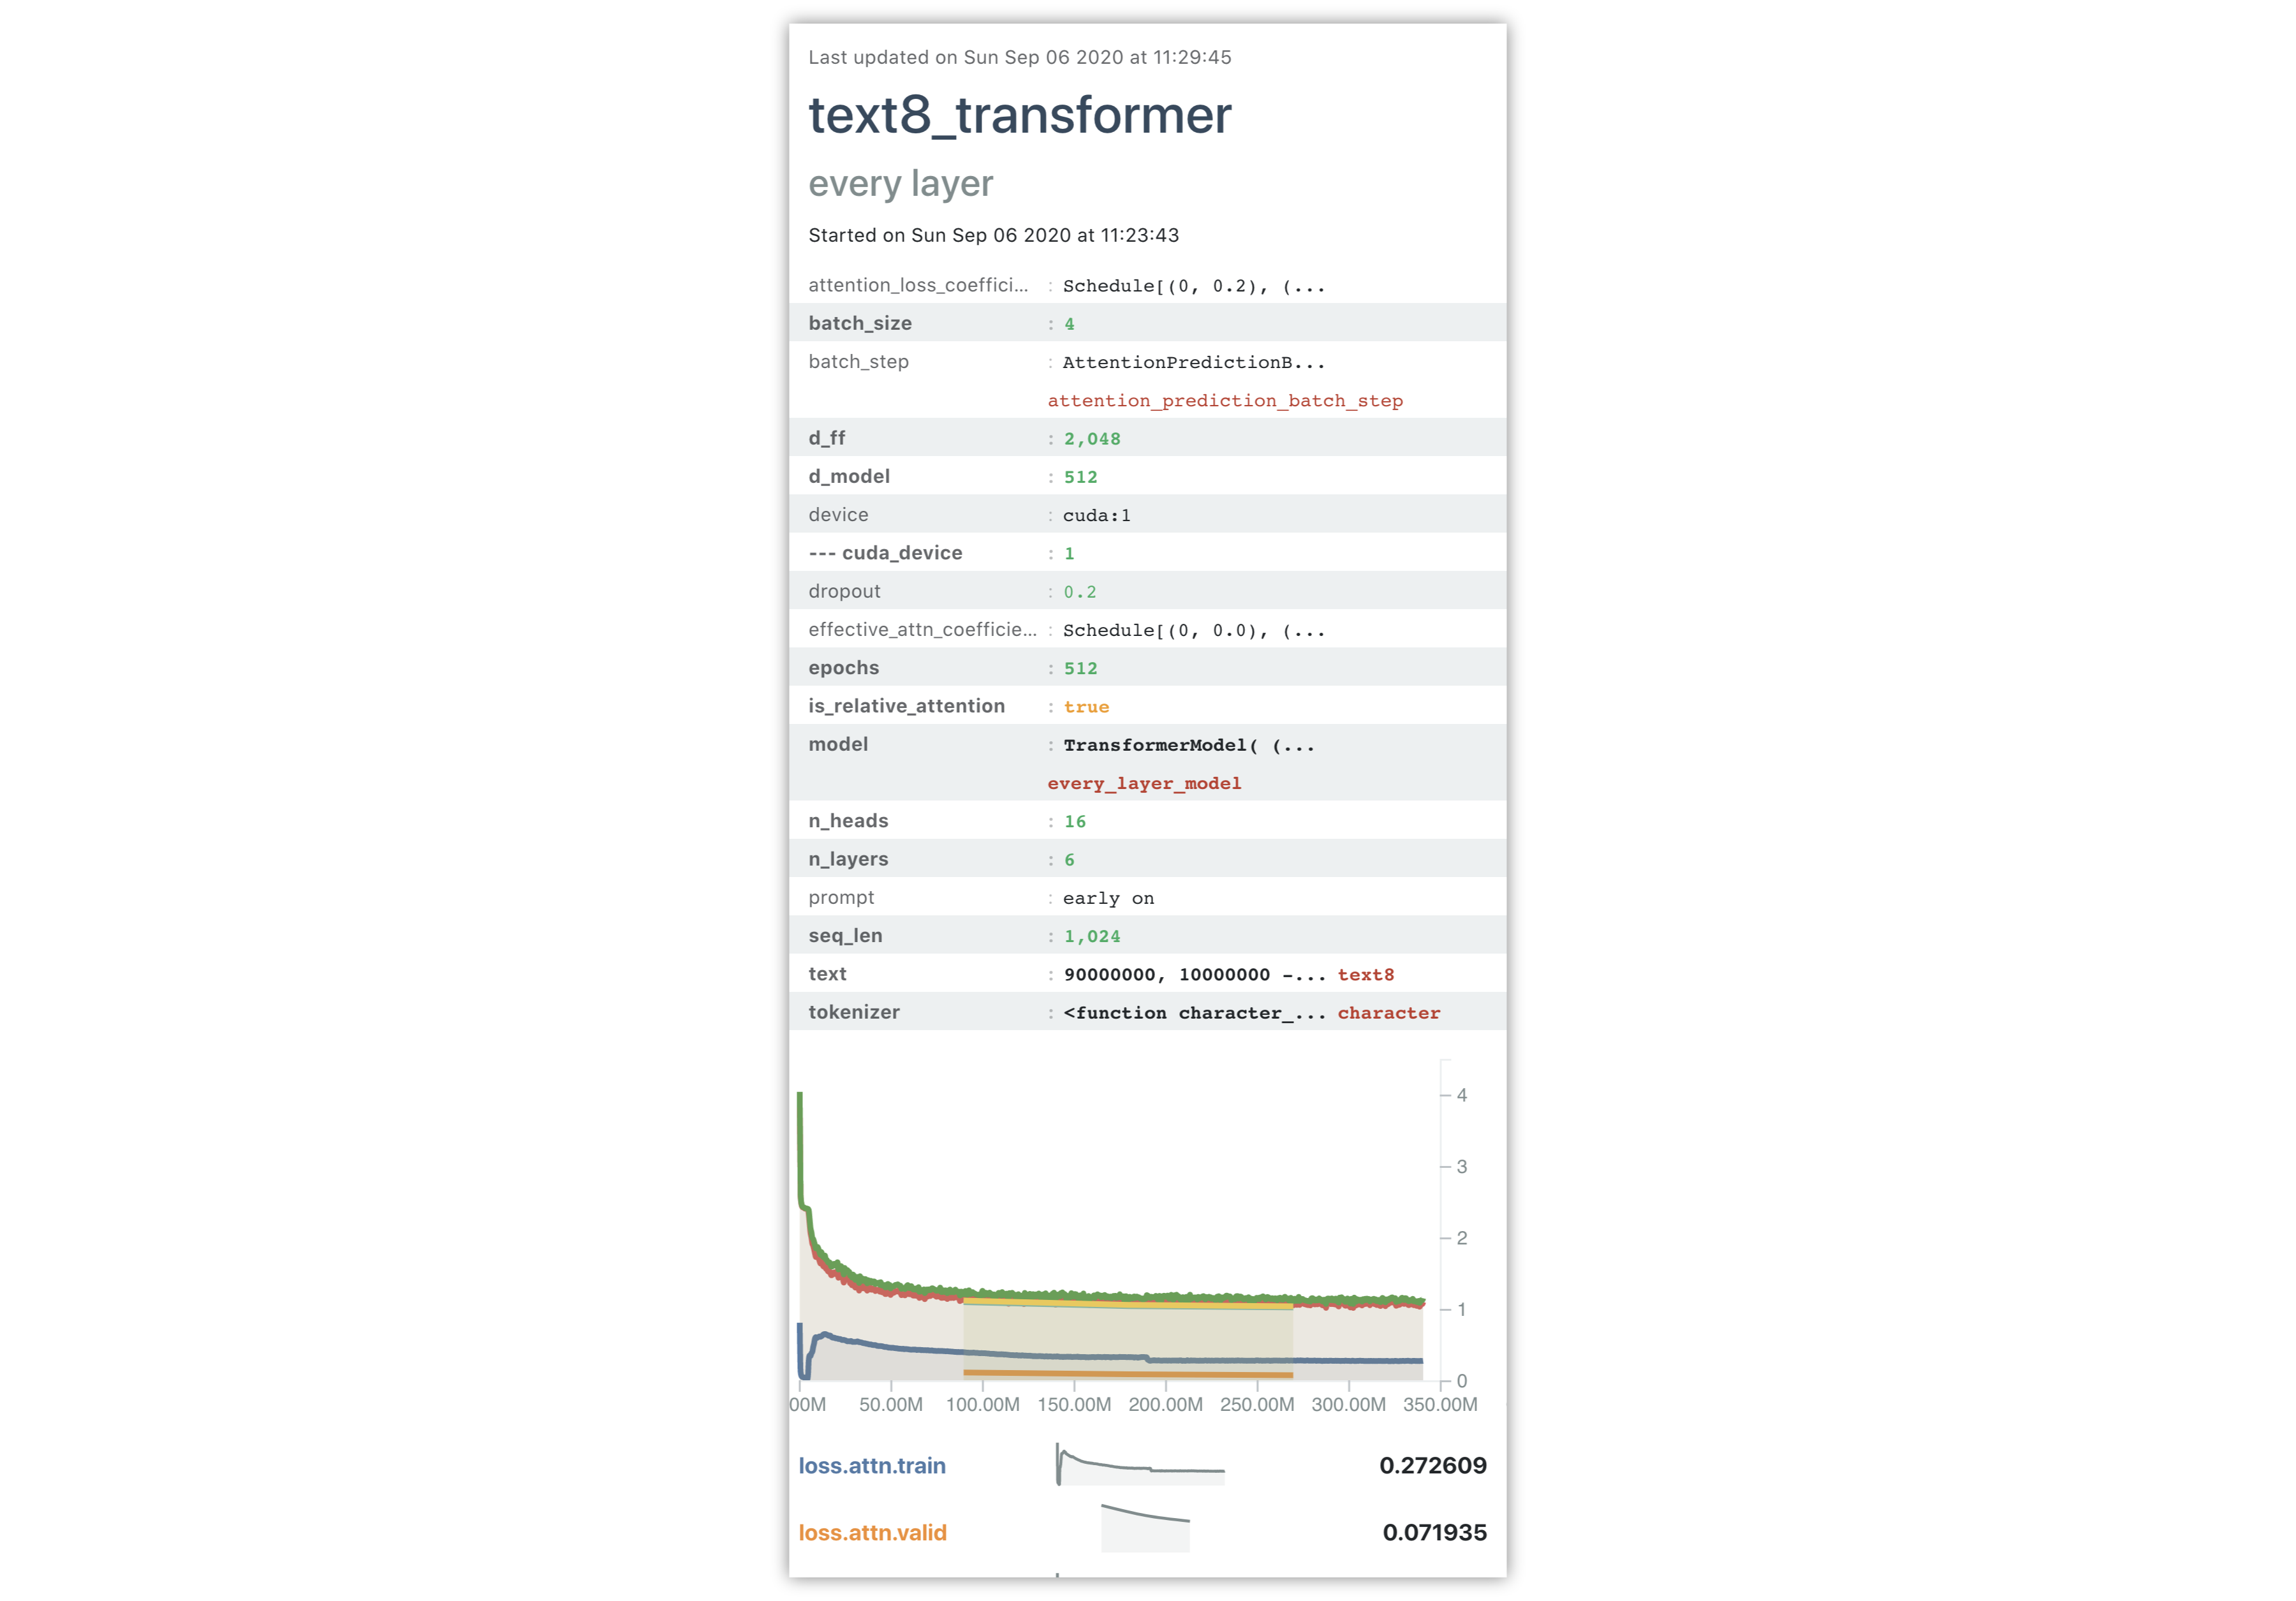 Last updated on Sun Sep 06 2020 at 11:29:45
text8_transformer
every layer
Started on Sun Sep 06 2020 at 11:23:43
attention_loss_coeffici... : Schedule[(0, 0.2), (...
batch_size : 4
batch_step : AttentionPredictionB...
attention_prediction_batch_step
d_ff : 2,048
d_model : 512
device : cuda:1
--- cuda_device : 1
dropout : 0.2
effective_attn_coefficie... : Schedule[(0, 0.0), (...
epochs : 512
is_relative_attention : true
model : TransformerModel( (...
every_layer_model
n_heads : 16
n_layers : 6
prompt : early on
seq_len : 1,024
text : 90000000, 10000000 -... text8
tokenizer : <function character_... character
4
3
2
1
0
00M 50.00M 100.00M 150.00M 200.00M 250.00M 300.00M 350.00M
loss.attn.train 0.272609
loss.attn.valid 0.071935